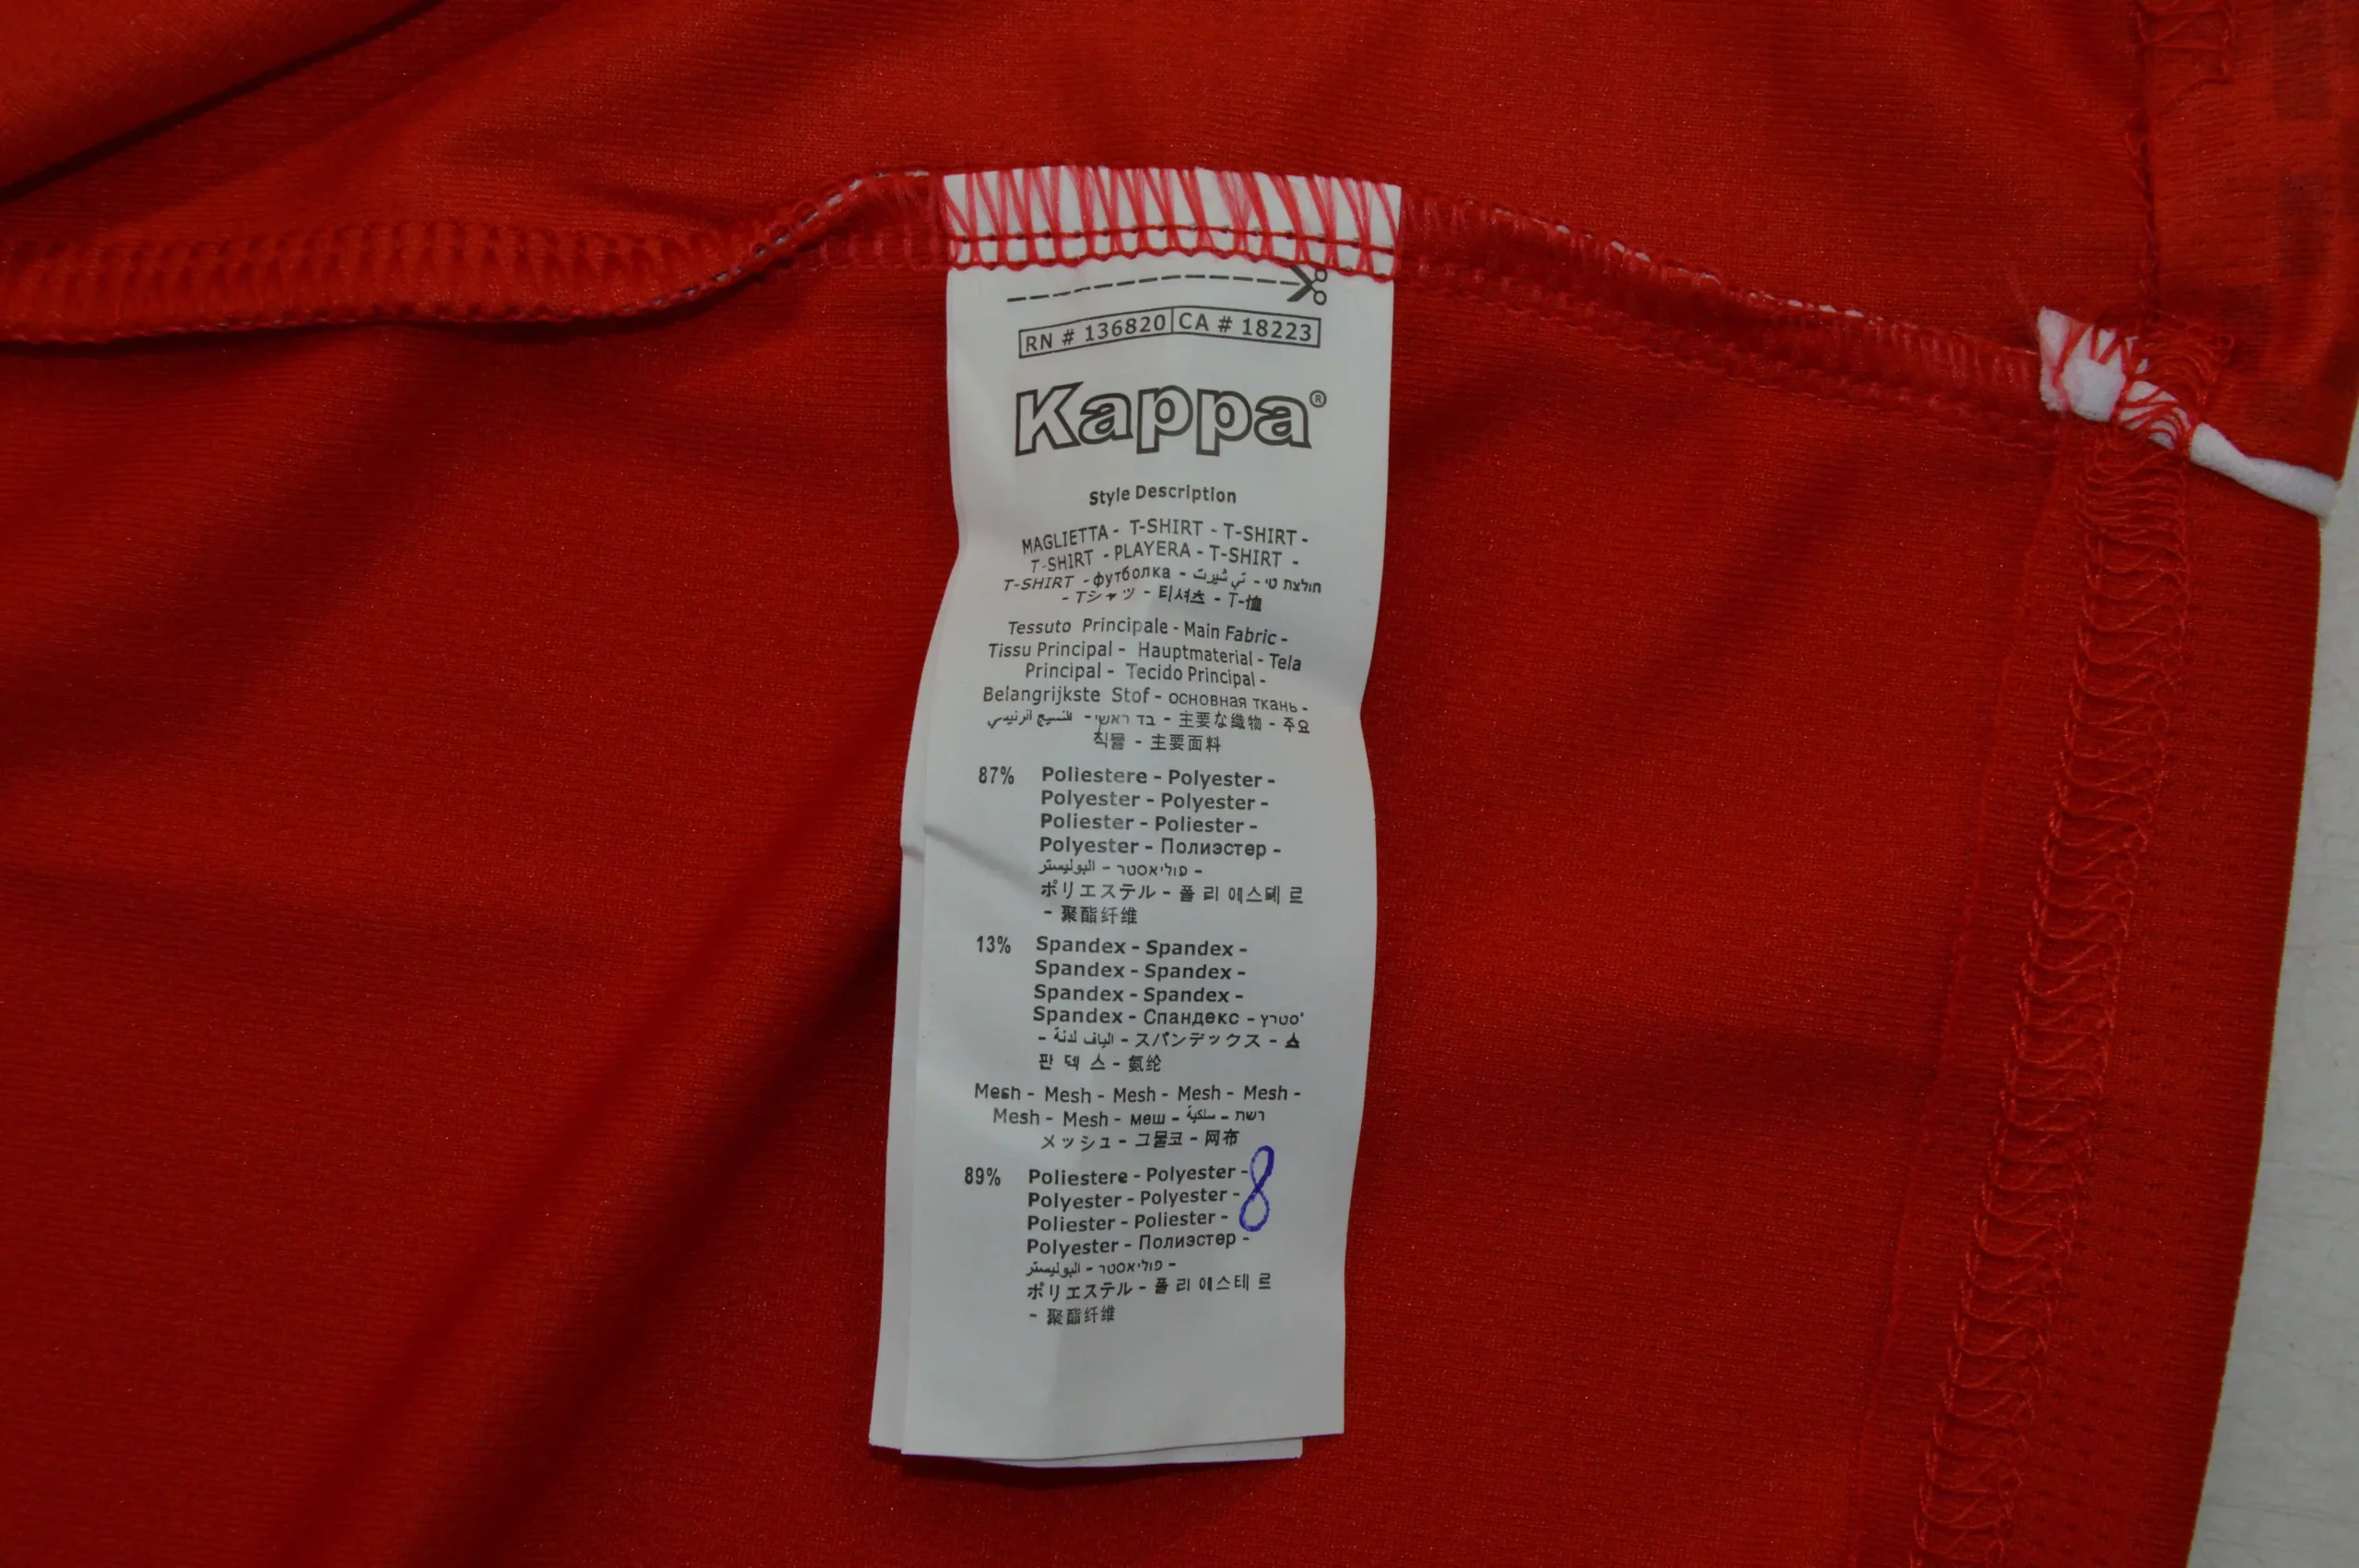 RN # 136820 CA # 18223
Kappa®
Style Description
MAGLIETTA - T-SHIRT - T-SHIRT -
T-SHIRT - PLAYERA - T-SHIRT -
T-SHIRT - футболка - تي شيرت - חולצת טי
- Tシャツ - 티셔츠 - T-恤
Tessuto Principale - Main Fabric -
Tissu Principal - Hauptmaterial - Tela
Principal - Tecido Principal -
Belangrijkste Stof - основная ткань -
النسيج الرئيسي - בד ראשי - 主要な織物 - 주요
직물 - 主要面料
87% Poliestere - Polyester -
Polyester - Polyester -
Poliester - Poliester -
Polyester - Полиэстер -
البوليستر - פוליאסטר -
ポリエステル - 폴 리 에스테 르
- 聚酯纤维
13% Spandex - Spandex -
Spandex - Spandex -
Spandex - Spandex -
Spandex - Спандекс - סטרץ'
- الياف لدنة - スパンデックス - 스
판 덱 스 - 氨纶
Mesh - Mesh - Mesh - Mesh - Mesh -
Mesh - Mesh - меш - سلكية - רשת
メッシュ - 그물코 - 网布
89% Poliestere - Polyester - 8
Polyester - Polyester -
Poliester - Poliester -
Polyester - Полиэстер -
البوليستر - פוליאסטר -
ポリエステル - 폴 리 에스테 르
- 聚酯纤维